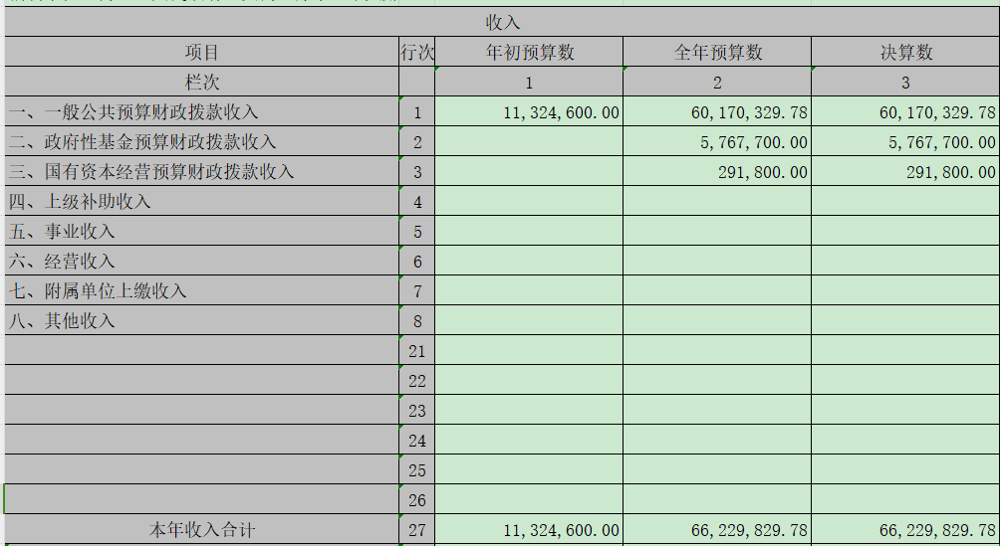 收入
项目 行次 年初预算数 全年预算数 决算数
栏次 1 2 3
一、一般公共预算财政拨款收入 1 11,324,600.00 60,170,329.78 60,170,329.78
二、政府性基金预算财政拨款收入 2 5,767,700.00 5,767,700.00
三、国有资本经营预算财政拨款收入 3 291,800.00 291,800.00
四、上级补助收入 4
五、事业收入 5
六、经营收入 6
七、附属单位上缴收入 7
八、其他收入 8
21
22
23
24
25
26
本年收入合计 27 11,324,600.00 66,229,829.78 66,229,829.78